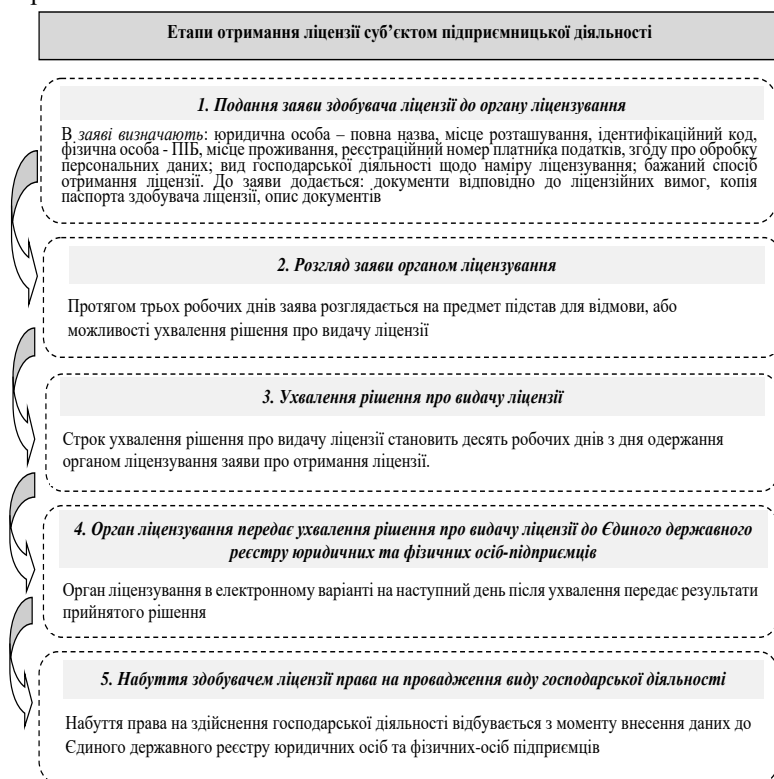 Етапи отримання ліцензії суб’єктом підприємницької діяльності
1. Подання заяви здобувача ліцензії до органу ліцензування
В заяві визначають: юридична особа – повна назва, місце розташування, ідентифікаційний код,
фізична особа - ПІБ, місце проживання, реєстраційний номер платника податків, згоду про обробку
персональних даних; вид господарської діяльності щодо наміру ліцензування; бажаний спосіб
отримання ліцензії. До заяви додається: документи відповідно до ліцензійних вимог, копія
паспорта здобувача ліцензії, опис документів
2. Розгляд заяви органом ліцензування
Протягом трьох робочих днів заява розглядається на предмет підстав для відмови, або
можливості ухвалення рішення про видачу ліцензії
3. Ухвалення рішення про видачу ліцензії
Строк ухвалення рішення про видачу ліцензії становить десять робочих днів з дня одержання
органом ліцензування заяви про отримання ліцензії.
4. Орган ліцензування передає ухвалення рішення про видачу ліцензії до Єдиного державного
реєстру юридичних та фізичних осіб-підприємців
Орган ліцензування в електронному варіанті на наступний день після ухвалення передає результати
прийнятого рішення
5. Набуття здобувачем ліцензії права на провадження виду господарської діяльності
Набуття права на здійснення господарської діяльності відбувається з моменту внесення даних до
Єдиного державного реєстру юридичних осіб та фізичних-осіб підприємців